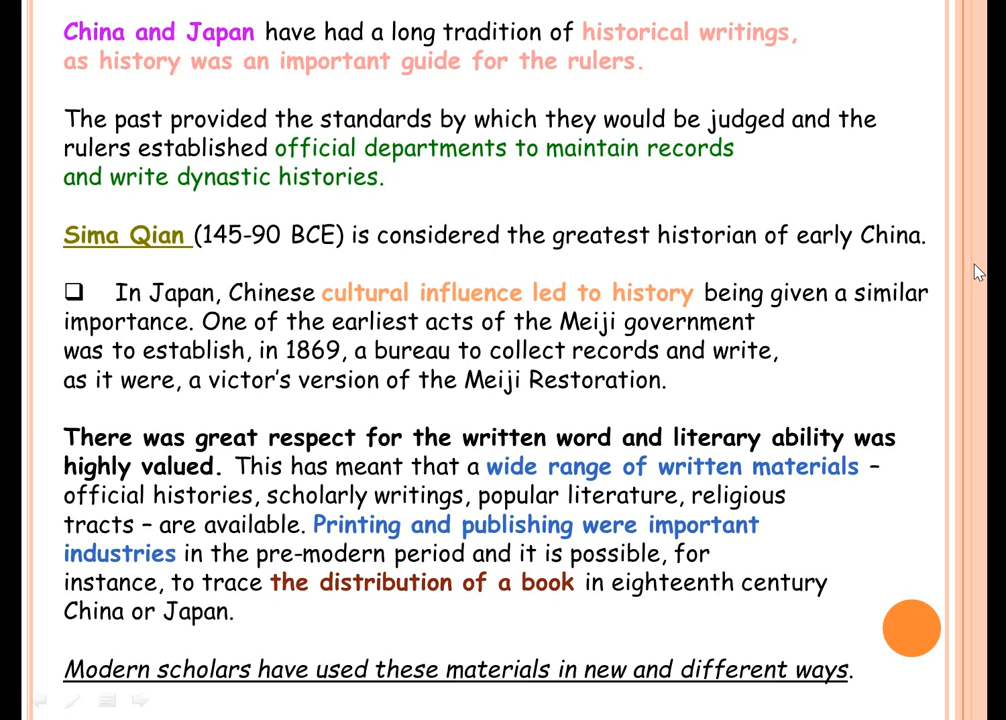 China and Japan have had a long tradition of historical writings,
as history was an important guide for the rulers.
The past provided the standards by which they would be judged and the
rulers established official departments to maintain records
and write dynastic histories.
Sima Qian (145-90 BCE) is considered the greatest historian of early China.
❑ In Japan, Chinese cultural influence led to history being given a similar
importance. One of the earliest acts of the Meiji government
was to establish, in 1869, a bureau to collect records and write,
as it were, a victor's version of the Meiji Restoration.
There was great respect for the written word and literary ability was
highly valued. This has meant that a wide range of written materials –
official histories, scholarly writings, popular literature, religious
tracts – are available. Printing and publishing were important
industries in the pre-modern period and it is possible, for
instance, to trace the distribution of a book in eighteenth century
China or Japan.
Modern scholars have used these materials in new and different ways.